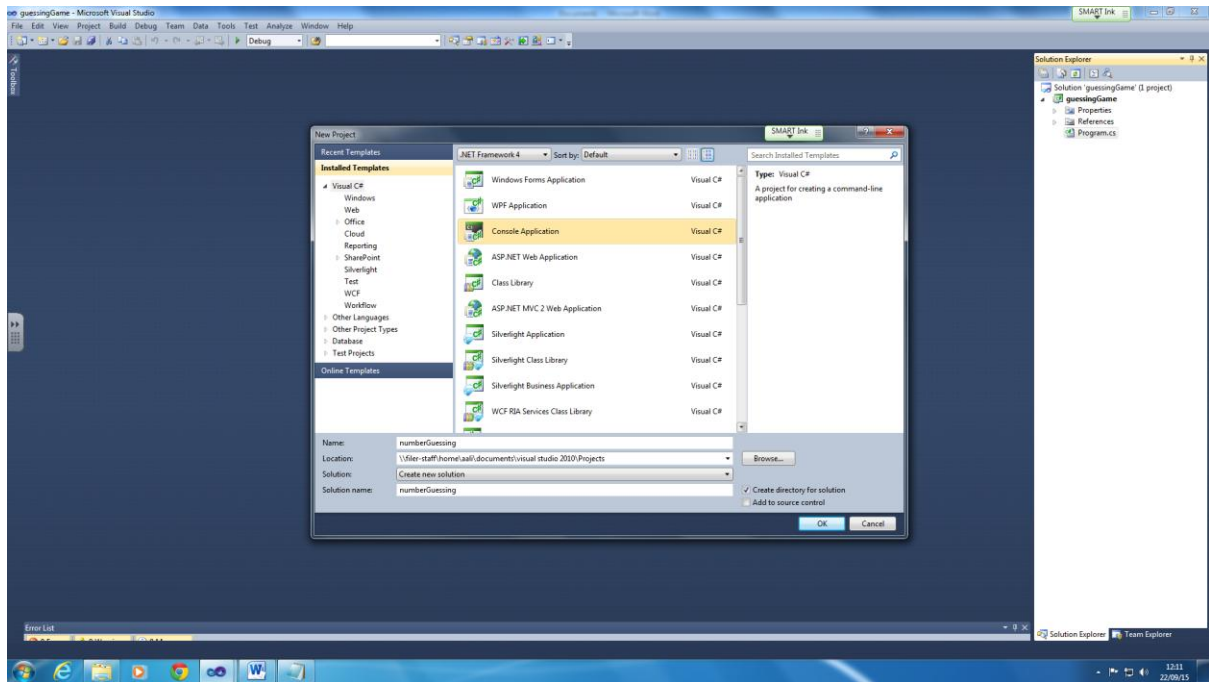 guessingGame - Microsoft Visual Studio
SMART Ink
File Edit View Project Build Debug Team Data Tools Test Analyze Window Help
Debug
Toolbox
Solution Explorer
Solution 'guessingGame' (1 project)
guessingGame
Properties
References
Program.cs
New Project
SMART Ink
Recent Templates
.NET Framework 4
Sort by: Default
Search Installed Templates
Installed Templates
Visual C#
Windows
Web
Office
Cloud
Reporting
SharePoint
Silverlight
Test
WCF
Workflow
Other Languages
Other Project Types
Database
Test Projects
Online Templates
Windows Forms Application Visual C#
WPF Application Visual C#
Console Application Visual C#
ASP.NET Web Application Visual C#
Class Library Visual C#
ASP.NET MVC 2 Web Application Visual C#
Silverlight Application Visual C#
Silverlight Class Library Visual C#
Silverlight Business Application Visual C#
WCF RIA Services Class Library Visual C#
Type: Visual C#
A project for creating a command-line
application
Name: numberGuessing
Location: \\filer-staff\home\aali\documents\visual studio 2010\Projects
Browse...
Solution: Create new solution
Solution name: numberGuessing
Create directory for solution
Add to source control
OK Cancel
Error List
Solution Explorer Team Explorer
12:11
22/09/15